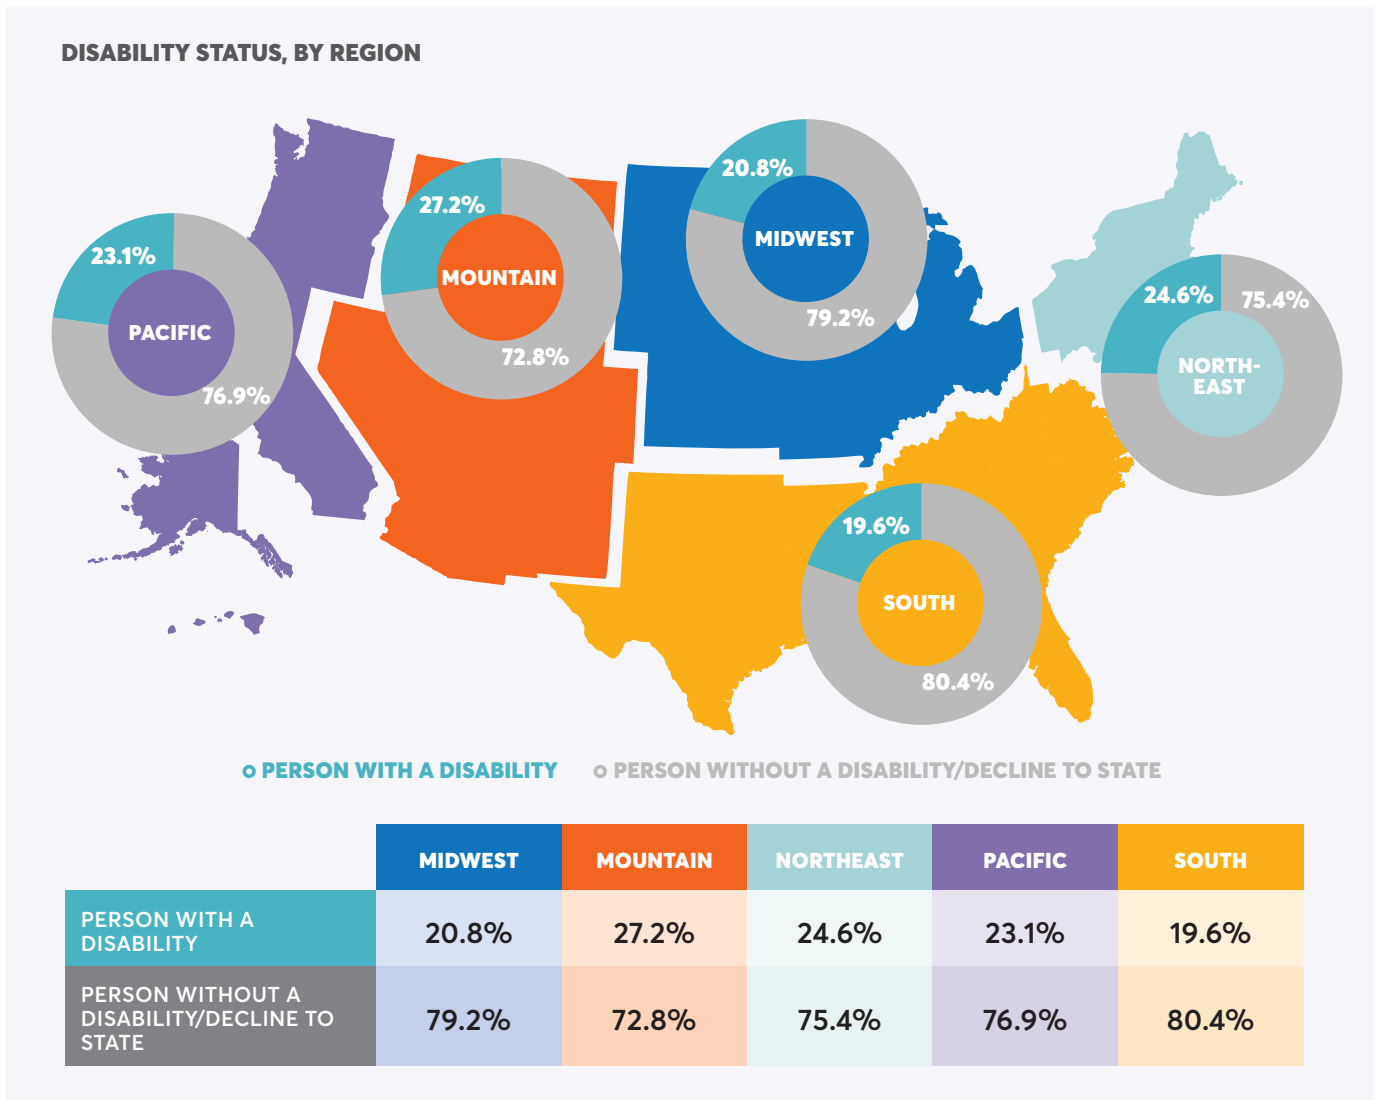 DISABILITY STATUS, BY REGION
20.8%
MIDWEST
79.2%
27.2%
MOUNTAIN
72.8%
23.1%
PACIFIC
76.9%
24.6%
75.4%
NORTH-
EAST
19.6%
SOUTH
80.4%
PERSON WITH A DISABILITY
PERSON WITHOUT A DISABILITY/DECLINE TO STATE
MIDWEST MOUNTAIN NORTHEAST PACIFIC SOUTH
PERSON WITH A
DISABILITY
20.8% 27.2% 24.6% 23.1% 19.6%
PERSON WITHOUT A
DISABILITY/DECLINE TO
STATE
79.2% 72.8% 75.4% 76.9% 80.4%